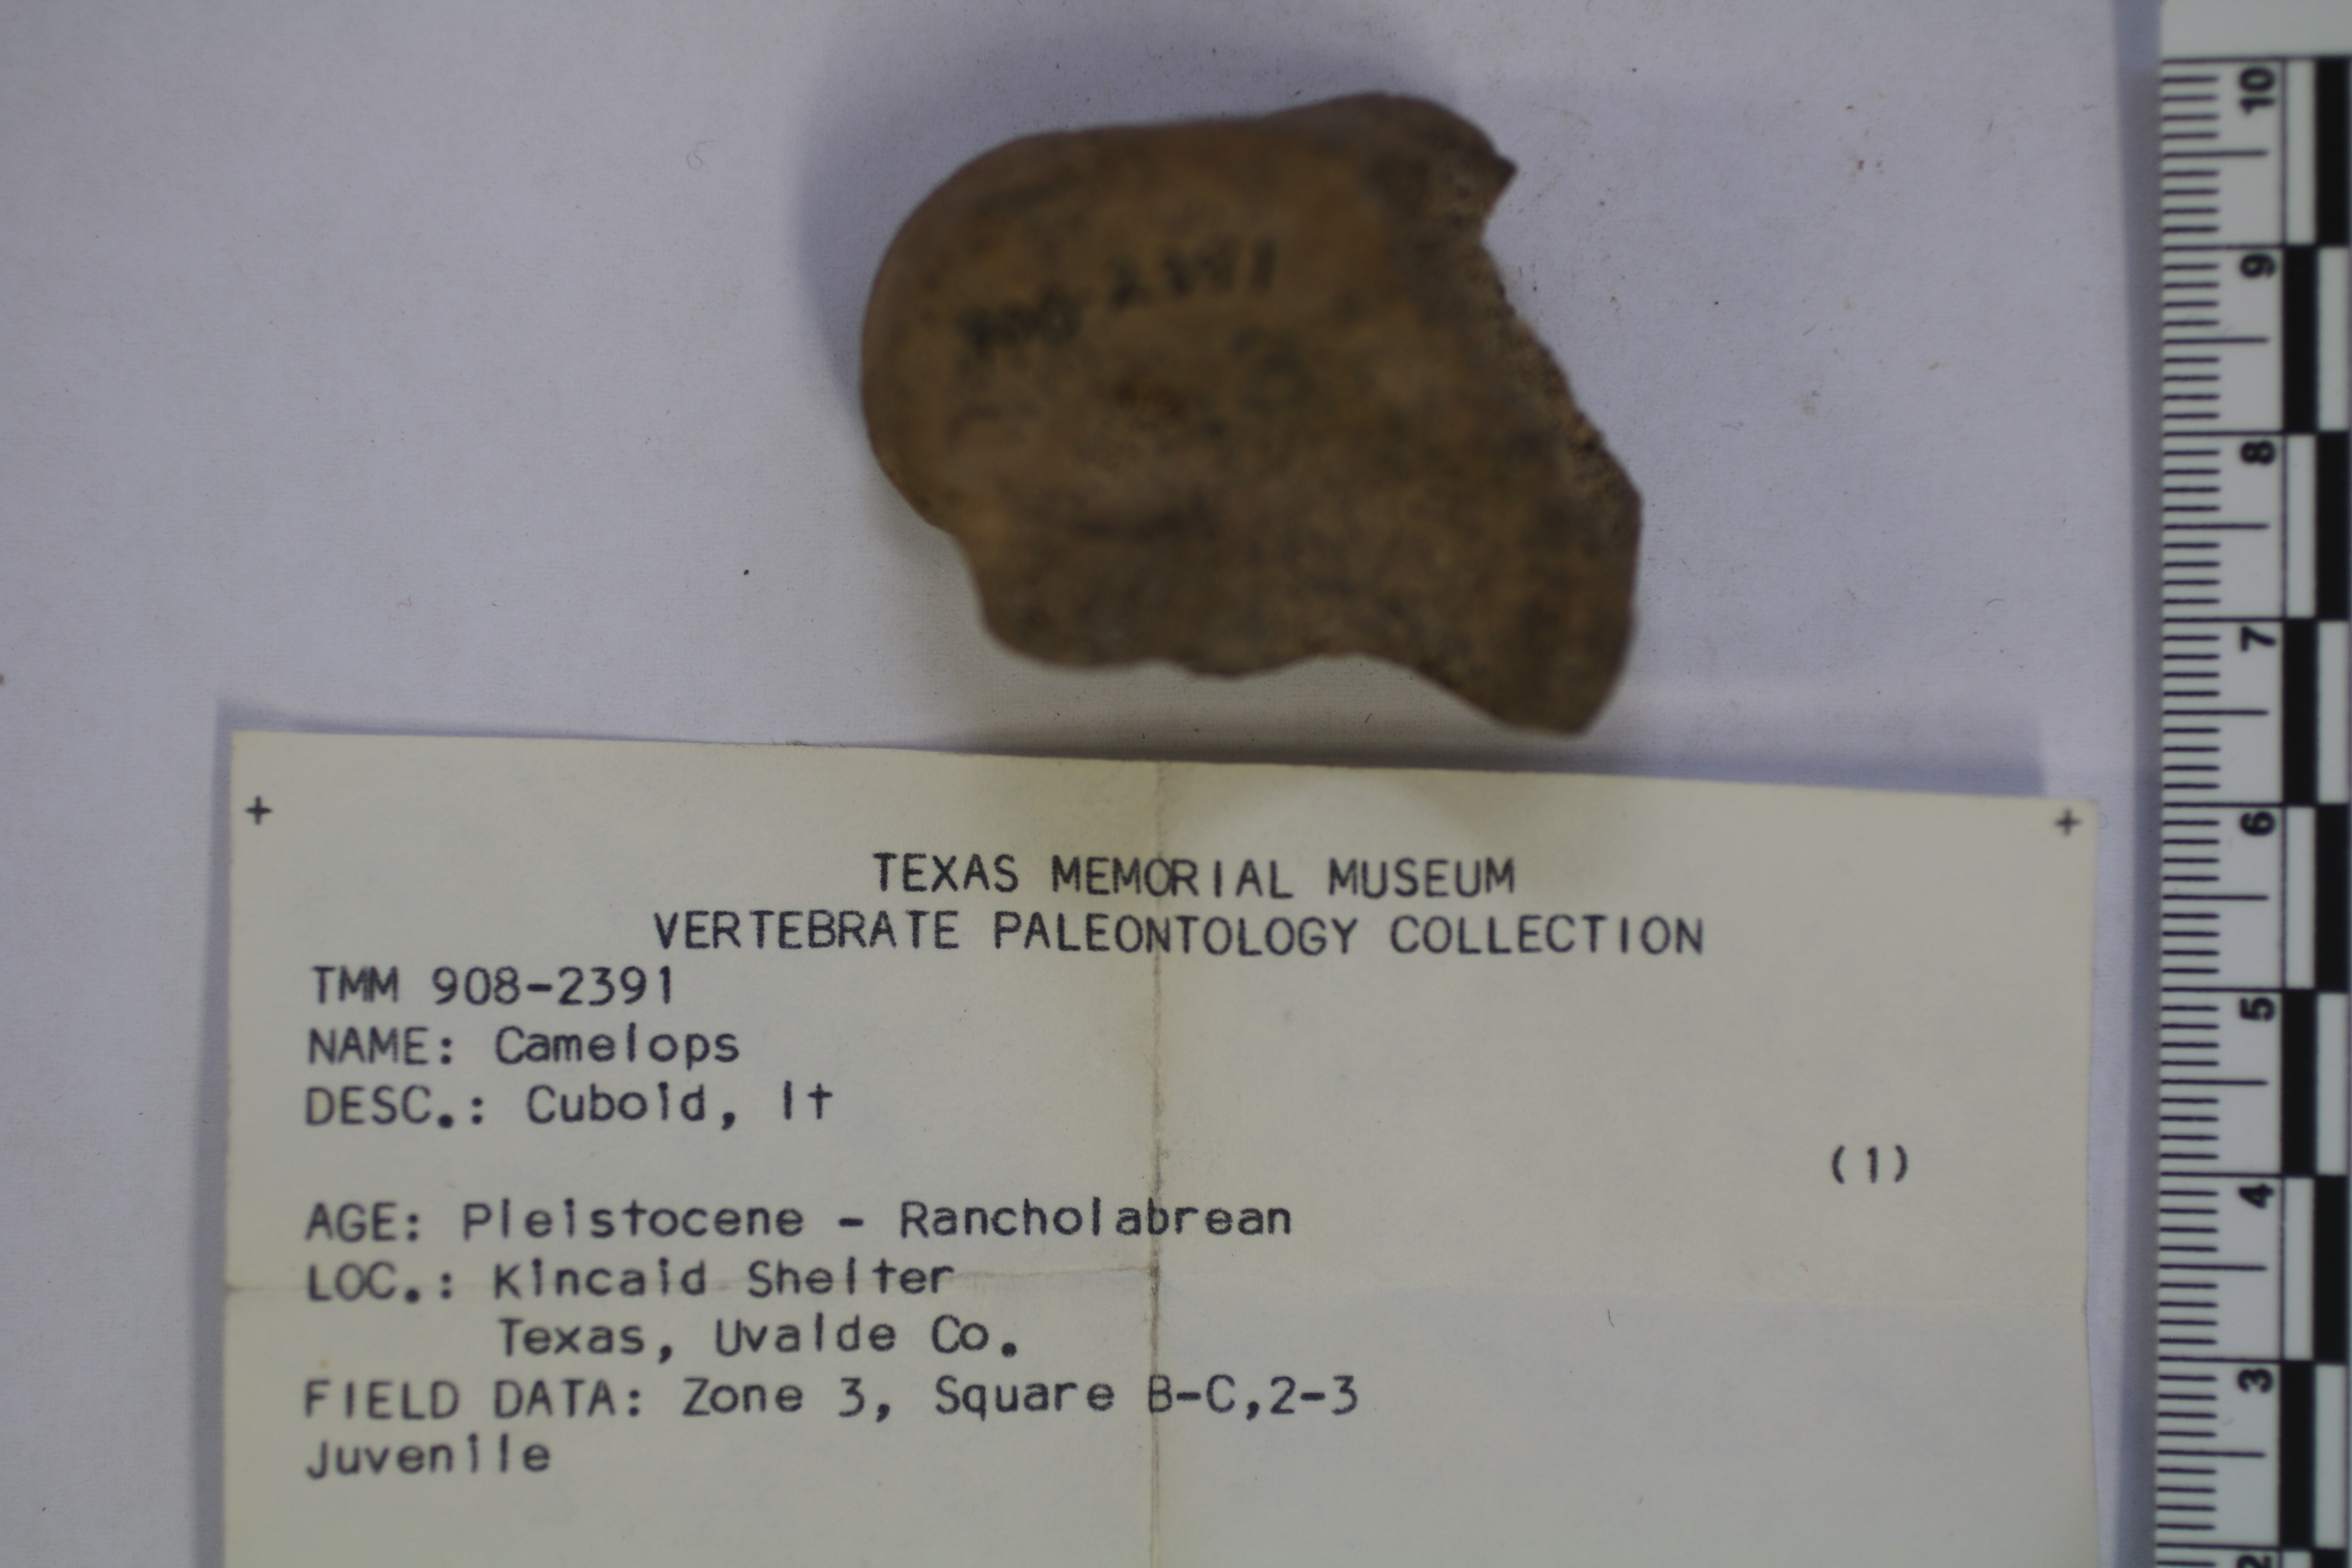 TEXAS MEMORIAL MUSEUM
VERTEBRATE PALEONTOLOGY COLLECTION
TMM 908-2391
NAME: Camelops
DESC.: Cuboid, lt
(1)
AGE: Pleistocene - Rancholabrean
LOC.: Kincaid Shelter
Texas, Uvalde Co.
FIELD DATA: Zone 3, Square B-C,2-3
Juvenile
10
9
8
7
6
5
4
3
2